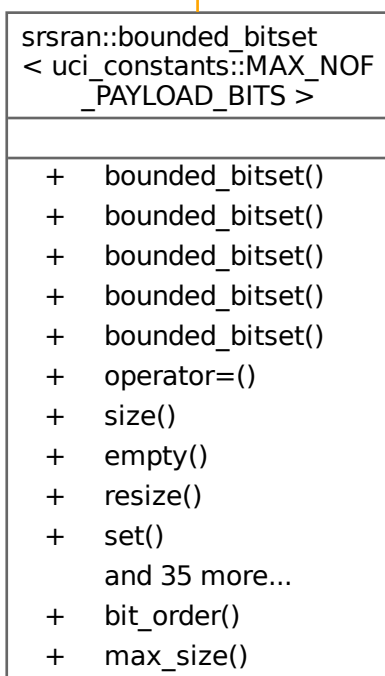 srsran::bounded_bitset
< uci_constants::MAX_NOF
_PAYLOAD_BITS >
+ bounded_bitset()
+ bounded_bitset()
+ bounded_bitset()
+ bounded_bitset()
+ bounded_bitset()
+ operator=()
+ size()
+ empty()
+ resize()
+ set()
and 35 more...
+ bit_order()
+ max_size()